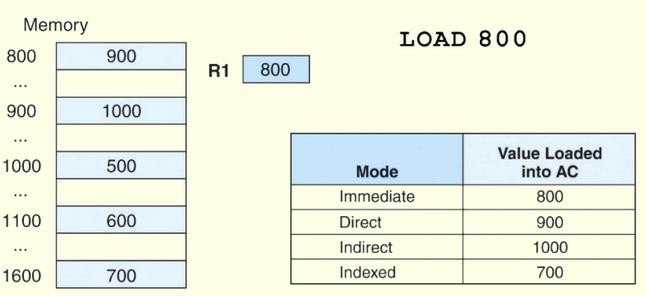 Memory
LOAD 800
800 900
R1 800
...
900 1000
...
1000 500
...
1100 600
...
1600 700
Mode Value Loaded into AC
Immediate 800
Direct 900
Indirect 1000
Indexed 700